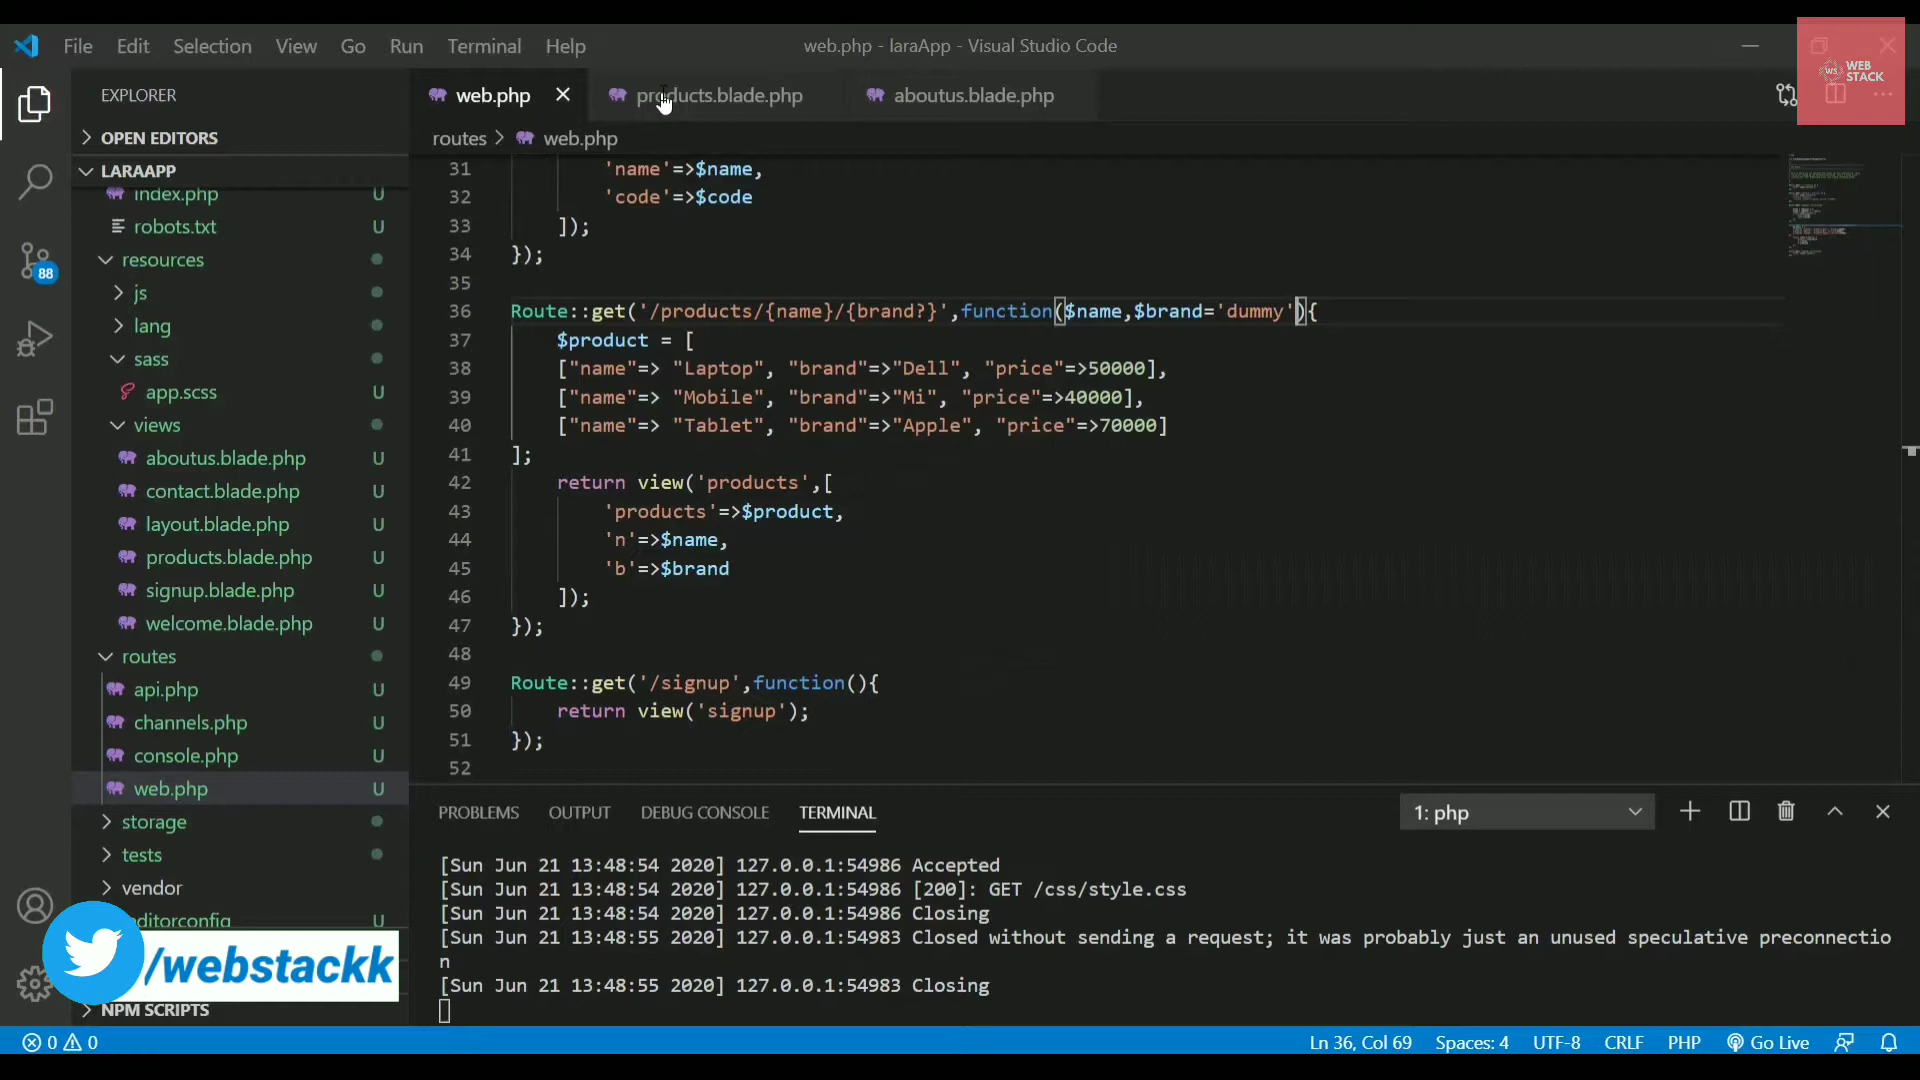 File Edit Selection View Go Run Terminal Help
web.php - laraApp - Visual Studio Code
WS WEB STACK
EXPLORER
OPEN EDITORS
LARAAPP
index.php U
robots.txt U
resources
js
lang
sass
app.scss U
views
aboutus.blade.php U
contact.blade.php U
layout.blade.php U
products.blade.php U
signup.blade.php U
welcome.blade.php U
routes
api.php U
channels.php U
console.php U
web.php U
storage
tests
vendor
editorconfig U
NPM SCRIPTS
88
/webstackk
web.php products.blade.php aboutus.blade.php
routes > web.php
31 'name'=>$name,
32 'code'=>$code
33 ]);
34 });
35
36 Route::get('/products/{name}/{brand?}',function($name,$brand='dummy'){
37 $product = [
38 ["name"=> "Laptop", "brand"=>"Dell", "price"=>50000],
39 ["name"=> "Mobile", "brand"=>"Mi", "price"=>40000],
40 ["name"=> "Tablet", "brand"=>"Apple", "price"=>70000]
41 ];
42 return view('products',[
43 'products'=>$product,
44 'n'=>$name,
45 'b'=>$brand
46 ]);
47 });
48
49 Route::get('/signup',function(){
50 return view('signup');
51 });
52
PROBLEMS OUTPUT DEBUG CONSOLE TERMINAL 1: php
[Sun Jun 21 13:48:54 2020] 127.0.0.1:54986 Accepted
[Sun Jun 21 13:48:54 2020] 127.0.0.1:54986 [200]: GET /css/style.css
[Sun Jun 21 13:48:54 2020] 127.0.0.1:54986 Closing
[Sun Jun 21 13:48:55 2020] 127.0.0.1:54983 Closed without sending a request; it was probably just an unused speculative preconnectio
n
[Sun Jun 21 13:48:55 2020] 127.0.0.1:54983 Closing
0 0 Ln 36, Col 69 Spaces: 4 UTF-8 CRLF PHP Go Live